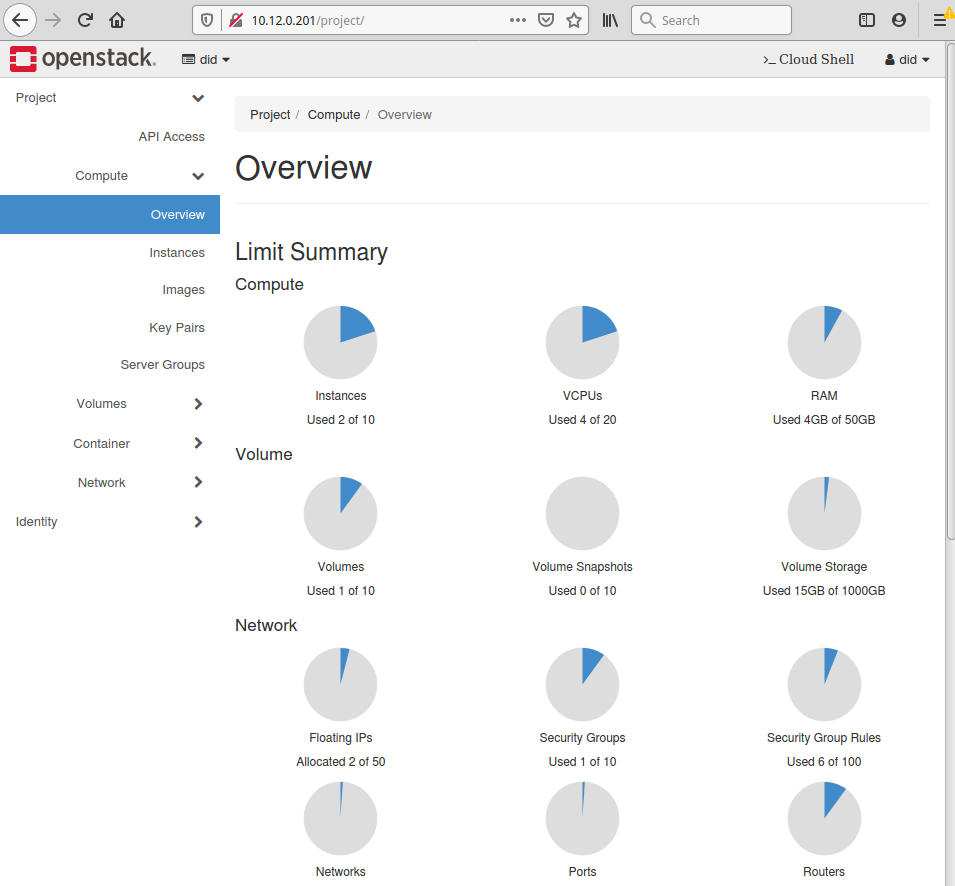 10.12.0.201/project/
Search
openstack.
did
>_ Cloud Shell
did
Project
API Access
Compute
Overview
Instances
Images
Key Pairs
Server Groups
Volumes
Container
Network
Identity
Project / Compute / Overview
Overview
Limit Summary
Compute
Instances
Used 2 of 10
VCPUs
Used 4 of 20
RAM
Used 4GB of 50GB
Volume
Volumes
Used 1 of 10
Volume Snapshots
Used 0 of 10
Volume Storage
Used 15GB of 1000GB
Network
Floating IPs
Allocated 2 of 50
Security Groups
Used 1 of 10
Security Group Rules
Used 6 of 100
Networks
Ports
Routers